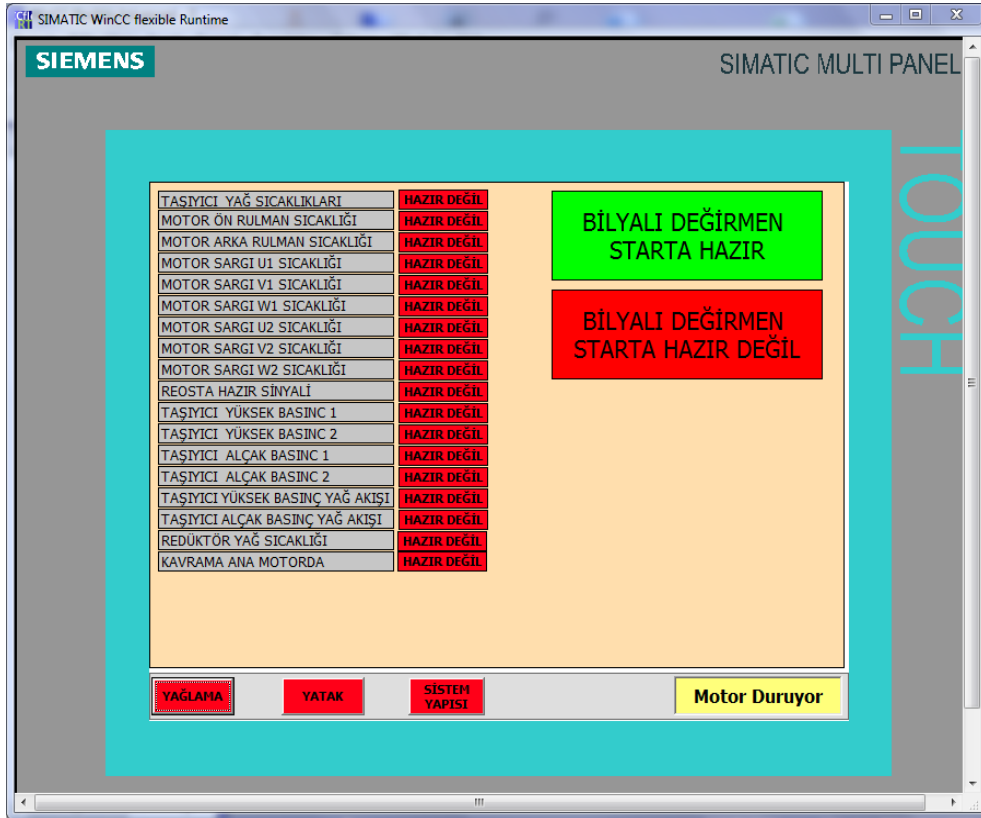 SIMATIC WinCC flexible Runtime
SIEMENS
SIMATIC MULTI PANEL
TOUCH
TAŞIYICI YAĞ SICAKLIKLARI HAZIR DEĞİL
MOTOR ÖN RULMAN SICAKLIĞI HAZIR DEĞİL
MOTOR ARKA RULMAN SICAKLIĞI HAZIR DEĞİL
MOTOR SARGI U1 SICAKLIĞI HAZIR DEĞİL
MOTOR SARGI V1 SICAKLIĞI HAZIR DEĞİL
MOTOR SARGI W1 SICAKLIĞI HAZIR DEĞİL
MOTOR SARGI U2 SICAKLIĞI HAZIR DEĞİL
MOTOR SARGI V2 SICAKLIĞI HAZIR DEĞİL
MOTOR SARGI W2 SICAKLIĞI HAZIR DEĞİL
REOSTA HAZIR SİNYALİ HAZIR DEĞİL
TAŞIYICI YÜKSEK BASINC 1 HAZIR DEĞİL
TAŞIYICI YÜKSEK BASINC 2 HAZIR DEĞİL
TAŞIYICI ALÇAK BASINC 1 HAZIR DEĞİL
TAŞIYICI ALÇAK BASINC 2 HAZIR DEĞİL
TAŞIYICI YÜKSEK BASINÇ YAĞ AKIŞI HAZIR DEĞİL
TAŞIYICI ALÇAK BASINÇ YAĞ AKIŞI HAZIR DEĞİL
REDÜKTÖR YAĞ SICAKLIĞI HAZIR DEĞİL
KAVRAMA ANA MOTORDA HAZIR DEĞİL
BİLYALI DEĞİRMEN
STARTA HAZIR
BİLYALI DEĞİRMEN
STARTA HAZIR DEĞİL
YAĞLAMA
YATAK
SİSTEM
YAPISI
Motor Duruyor